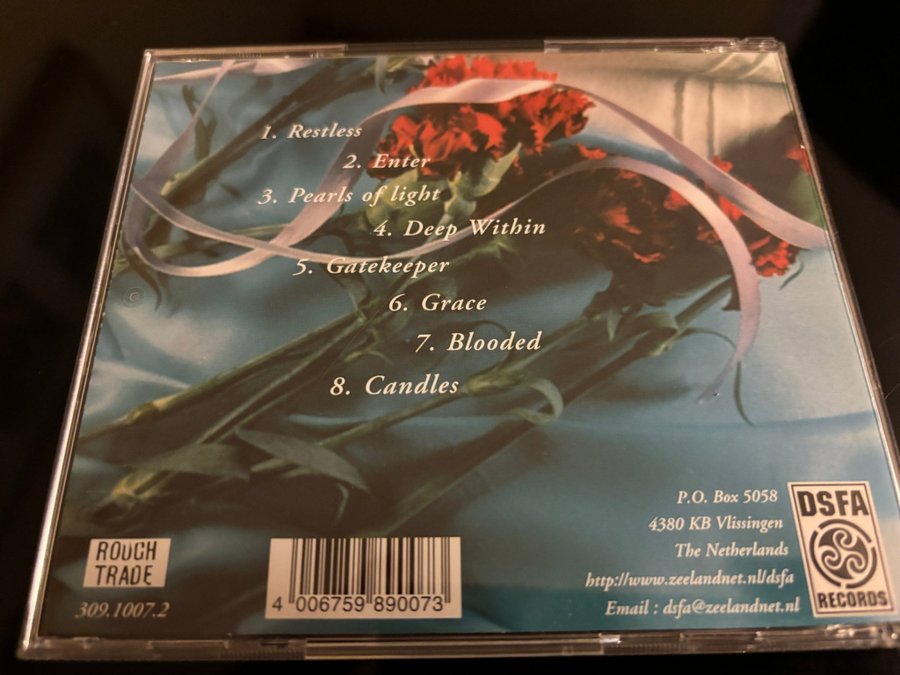 1. Restless
2. Enter
3. Pearls of light
4. Deep Within
5. Gatekeeper
6. Grace
7. Blooded
8. Candles
©
ROUGH
TRADE
309.1007.2
4 006759 890073
P.O. Box 5058
4380 KB Vlissingen
The Netherlands
http://www.zeelandnet.nl/dsfa
Email : dsfa@zeelandnet.nl
DSFA
RECORDS